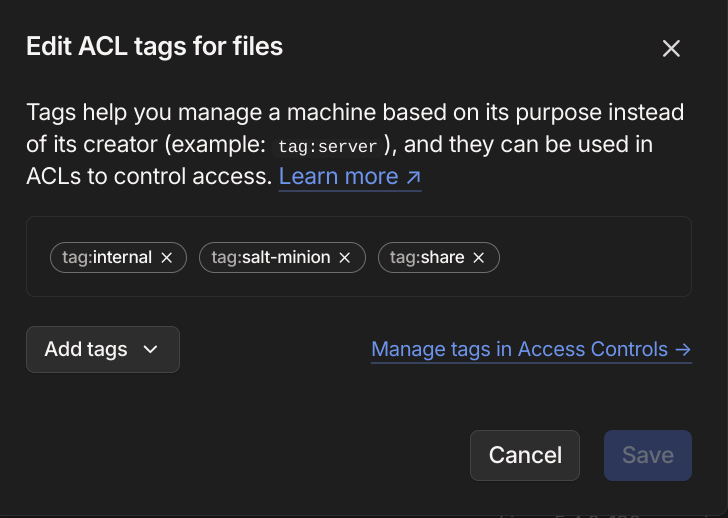 Edit ACL tags for files
Tags help you manage a machine based on its purpose instead
of its creator (example: tag:server), and they can be used in
ACLs to control access. Learn more ↗
tag:internal × tag:salt-minion × tag:share ×
Add tags
Manage tags in Access Controls →
Cancel
Save